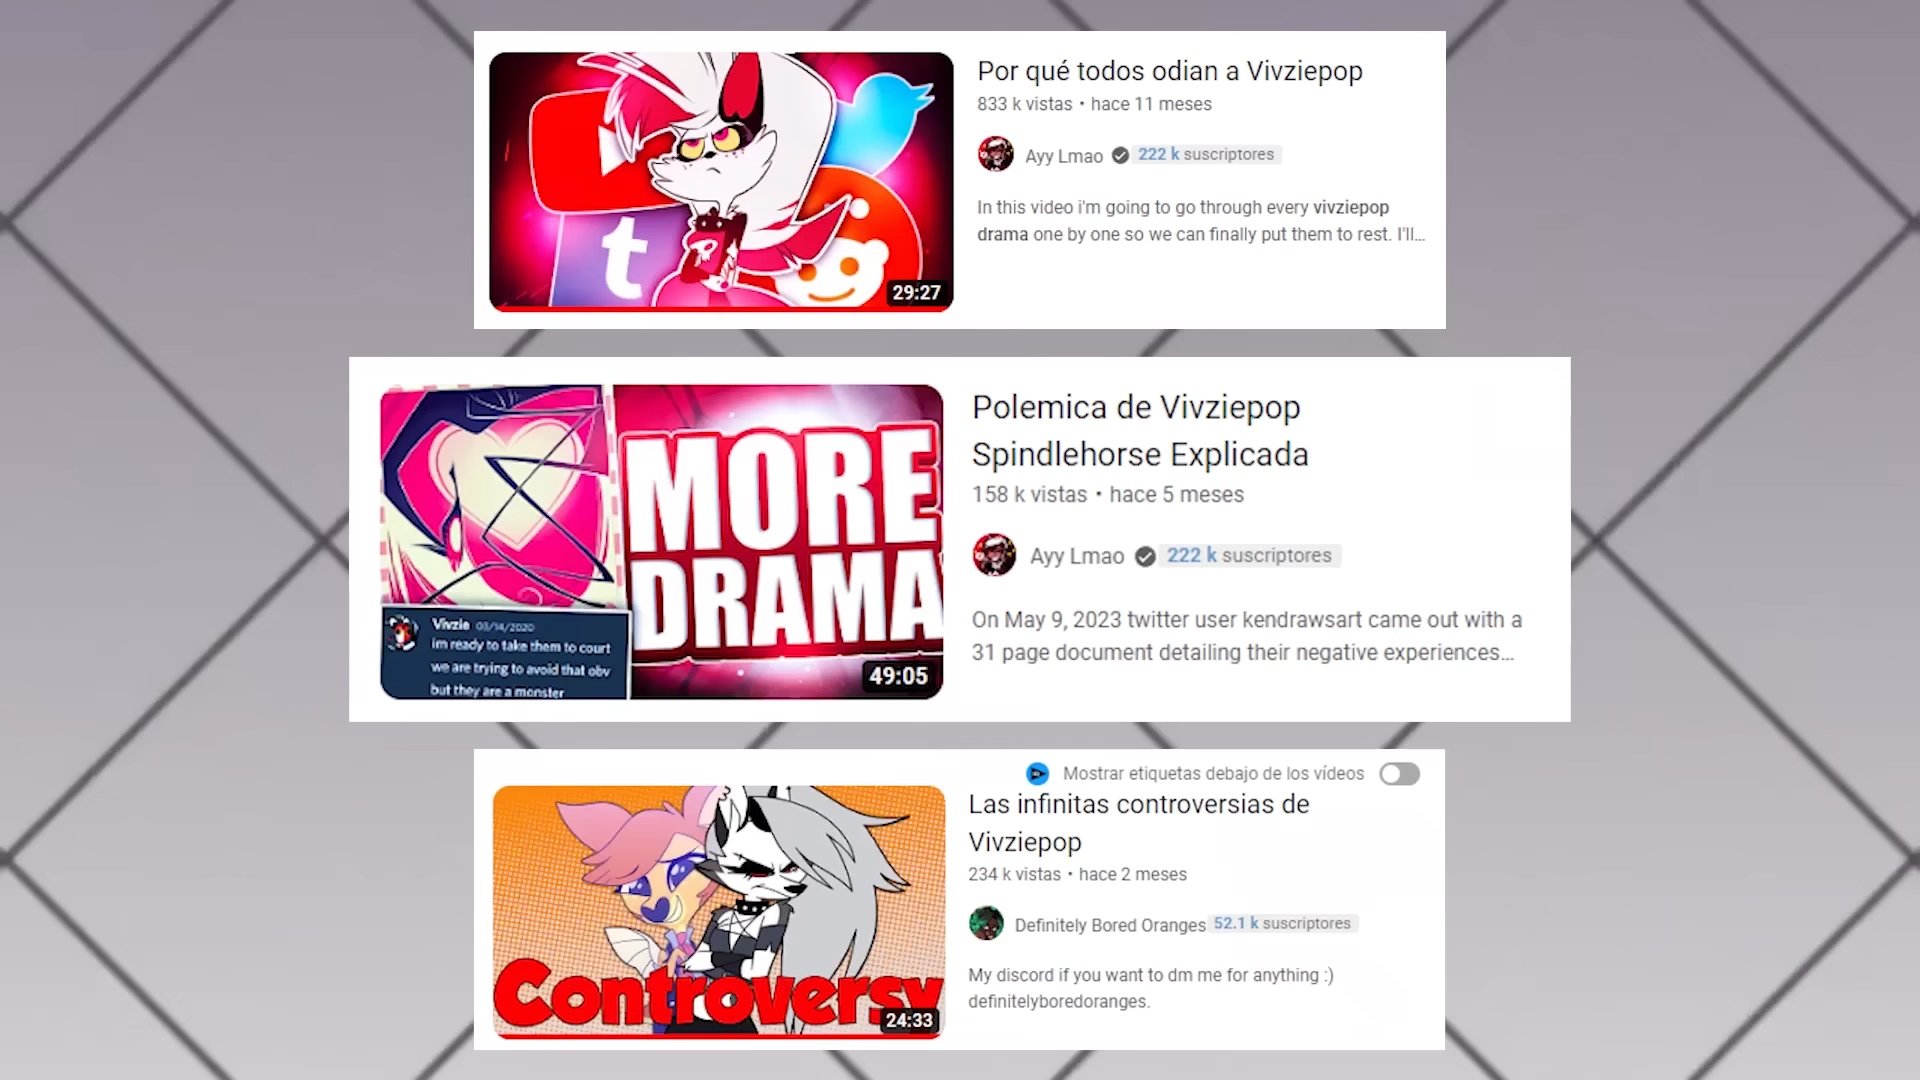 Por qué todos odian a Vivziepop
833 k vistas • hace 11 meses
Ayy Lmao 222 k suscriptores
In this video i'm going to go through every vivziepop
drama one by one so we can finally put them to rest. I'll...
t
29:27
Polemica de Vivziepop
Spindlehorse Explicada
158 k vistas • hace 5 meses
Ayy Lmao 222 k suscriptores
On May 9, 2023 twitter user kendrawsart came out with a
31 page document detailing their negative experiences...
MORE
DRAMA
Vivzie 03/14/2020
im ready to take them to court
we are trying to avoid that obv
but they are a monster
49:05
Mostrar etiquetas debajo de los vídeos
Las infinitas controversias de
Vivziepop
234 k vistas • hace 2 meses
Definitely Bored Oranges 52.1 k suscriptores
My discord if you want to dm me for anything :)
definitelyboredoranges.
Controversy
24:33